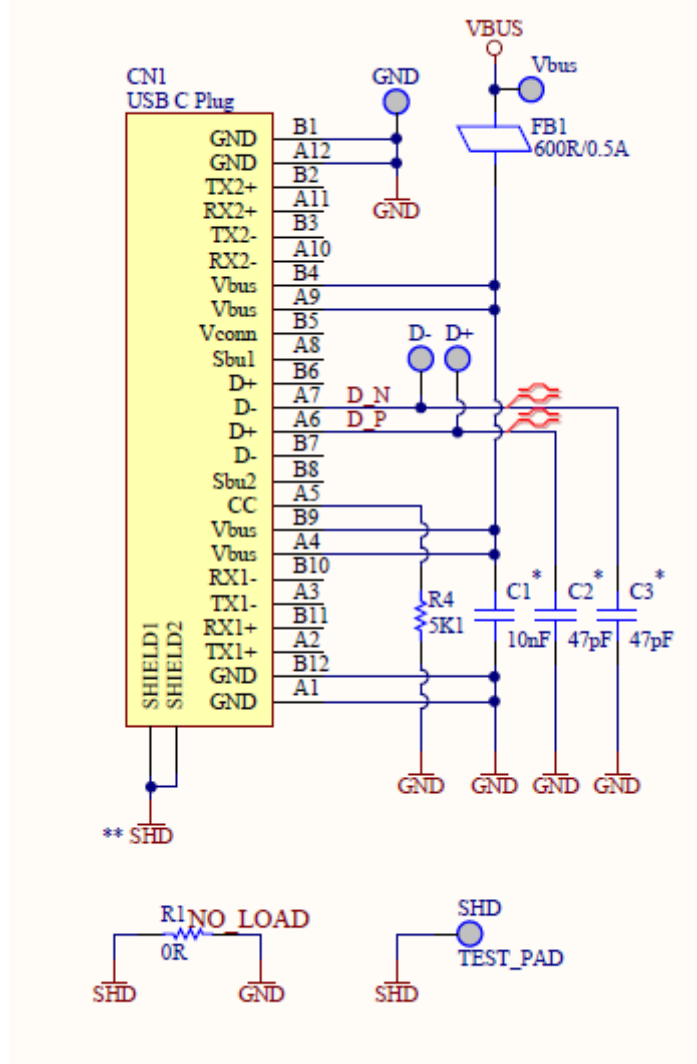 VBUS
Vbus
CN1
USB C Plug
GND
FB1
600R/0.5A
GND B1
GND A12
TX2+ B2
RX2+ A11
TX2- B3
RX2- A10
Vbus B4
Vbus A9
Vconn B5
Sbu1 A8
D+ B6
D- A7 D_N
D+ A6 D_P
D- B7
Sbu2 B8
CC A5
Vbus B9
Vbus A4
RX1- B10
TX1- A3
RX1+ B11
TX1+ A2
GND B12
GND A1
GND
D- D+
R4
5K1
C1 *
10nF
C2 *
47pF
C3 *
47pF
SHIELD1
SHIELD2
GND GND GND GND
** SHD
R1 NO_LOAD
0R
SHD GND
SHD
TEST_PAD
SHD